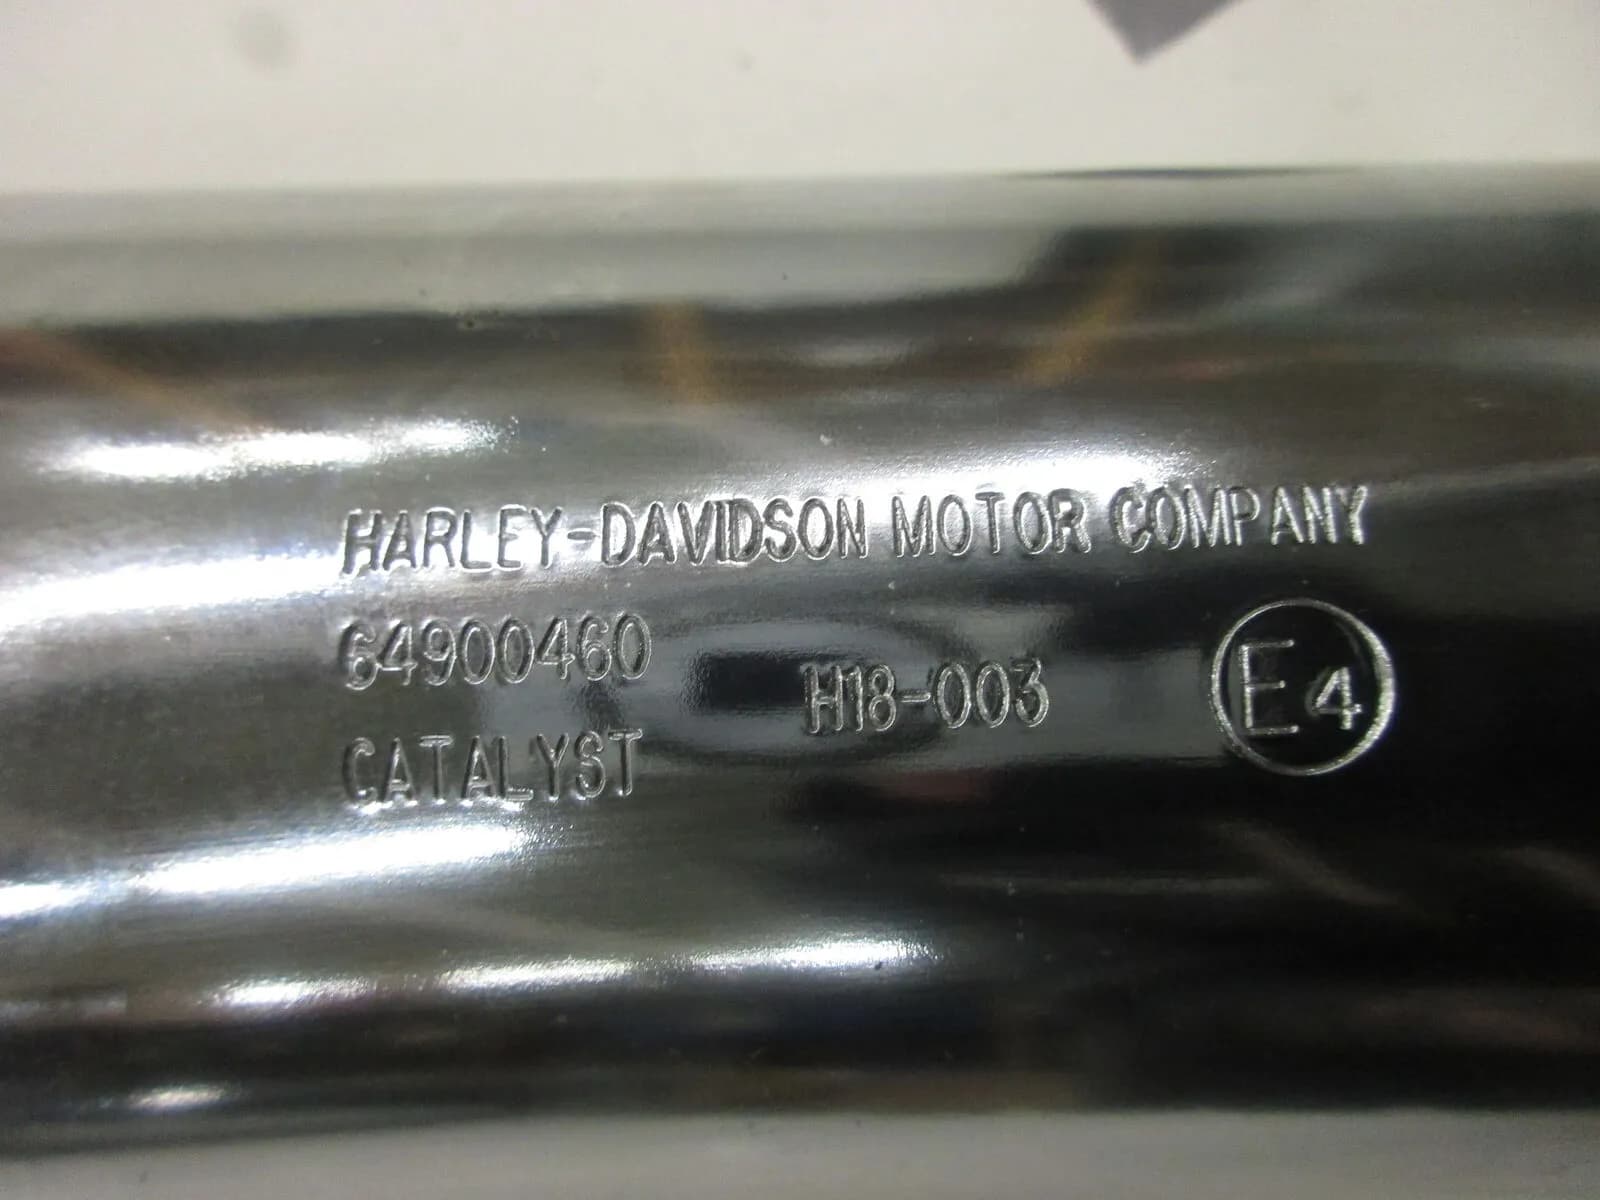 HARLEY-DAVIDSON MOTOR COMPANY
64900460
H18-003
E4
CATALYST